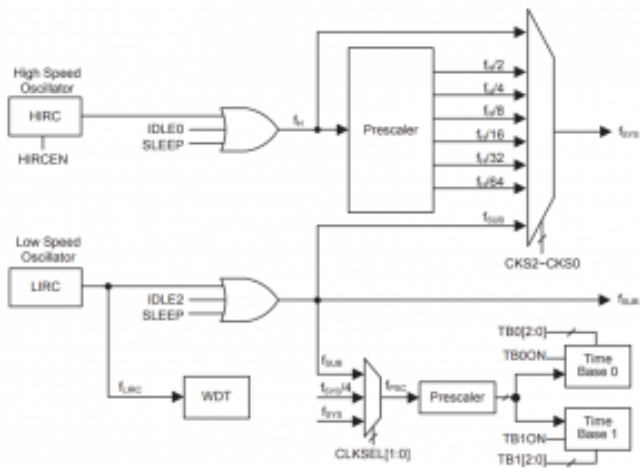 High Speed
Oscillator
HIRC
HIRCEN
IDLE0
SLEEP
fH
Prescaler
fH/2
fH/4
fH/8
fH/16
fH/32
fH/64
fSUB
fSYS
CKS2~CKS0
Low Speed
Oscillator
LIRC
IDLE2
SLEEP
fSUB
fLIRC
WDT
fSUB
fSYS/4
fSYS
fPSC
CLKSEL[1:0]
Prescaler
TB0[2:0]
TB0ON
Time
Base 0
Time
Base 1
TB1ON
TB1[2:0]